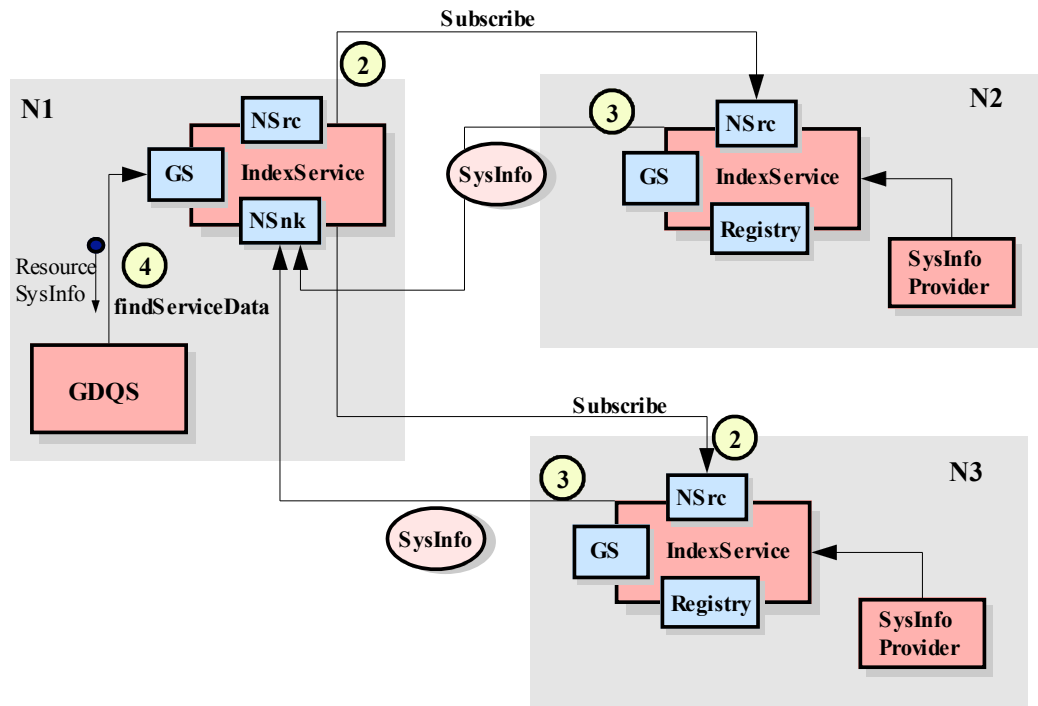 Subscribe
2
N1
NSrc
GS
IndexService
NSnk
Resource
SysInfo
4
findServiceData
GDQS
N2
3
NSrc
SysInfo
GS
IndexService
Registry
SysInfo
Provider
Subscribe
2
N3
3
NSrc
SysInfo
GS
IndexService
Registry
SysInfo
Provider